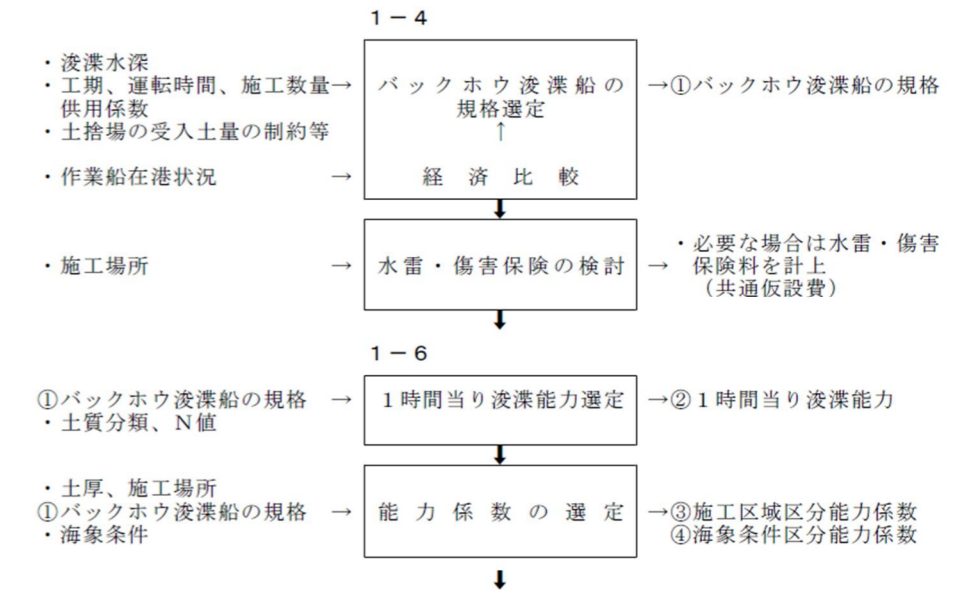 １－４
・浚渫水深
・工期、運転時間、施工数量→
供用係数
・土捨場の受入土量の制約等
・作業船在港状況 →
バックホウ浚渫船の
規格選定
↑
経済比較
→①バックホウ浚渫船の規格
・施工場所 →
水雷・傷害保険の検討
→ ・必要な場合は水雷・傷害
保険料を計上
（共通仮設費）
１－６
①バックホウ浚渫船の規格 →
・土質分類、Ｎ値
１時間当り浚渫能力選定
→②１時間当り浚渫能力
・土厚、施工場所
①バックホウ浚渫船の規格 →
・海象条件
能力係数の選定
→③施工区域区分能力係数
④海象条件区分能力係数